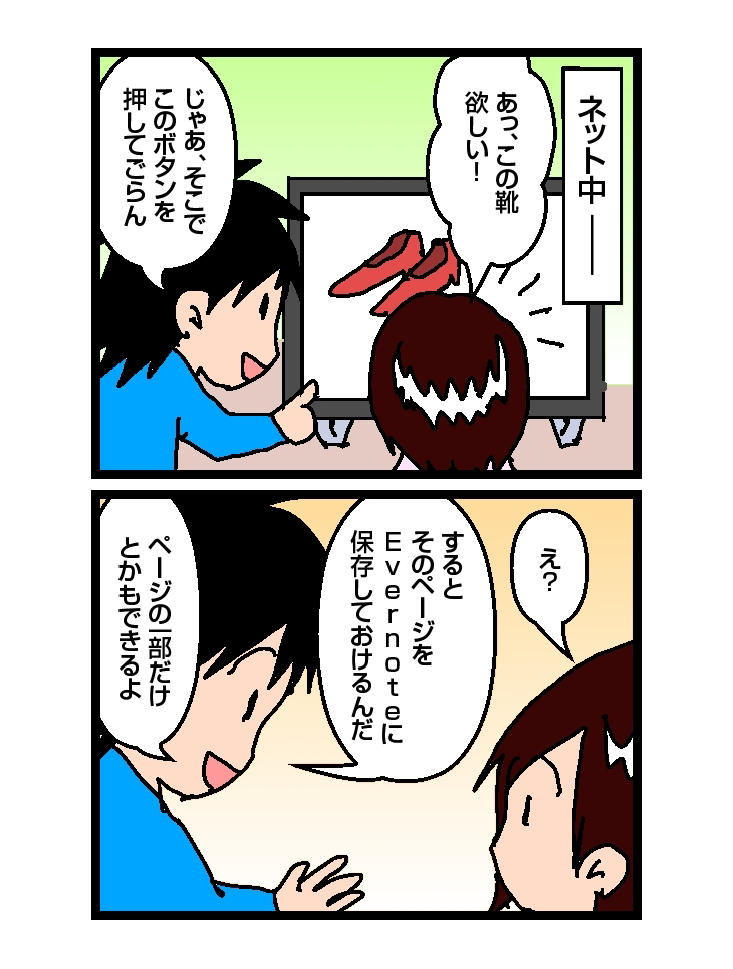 ネット中――
あっ、この靴
欲しい！
じゃあ、そこで
このボタンを
押してごらん
え？
すると
そのページを
Ｅｖｅｒｎｏｔｅに
保存しておけるんだ
ページの一部だけ
とかもできるよ